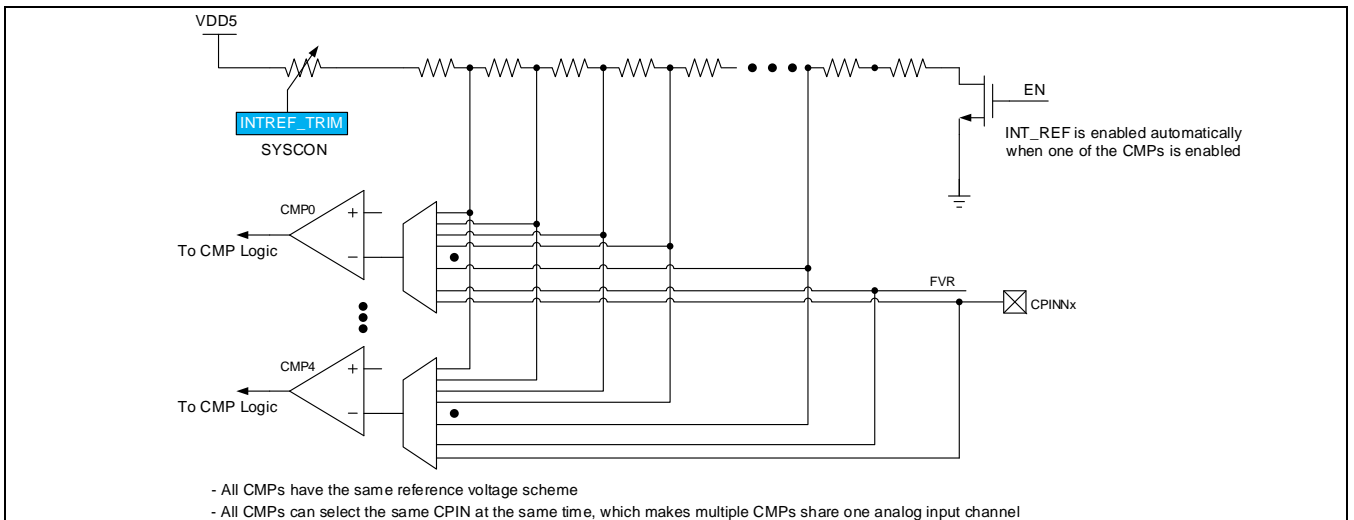 VDD5
EN
INTREF_TRIM
SYSCON
INT_REF is enabled automatically
when one of the CMPs is enabled
CMP0
+
−
To CMP Logic
FVR
CPINNx
CMP4
+
−
To CMP Logic
- All CMPs have the same reference voltage scheme
- All CMPs can select the same CPIN at the same time, which makes multiple CMPs share one analog input channel